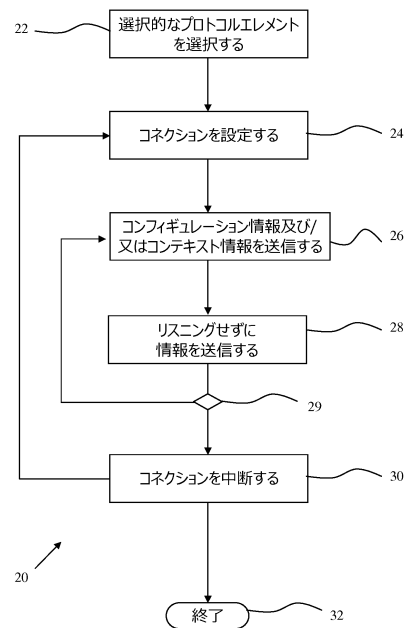 22
選択的なプロトコルエレメント
を選択する
コネクションを設定する
24
コンフィギュレーション情報及び/
又はコンテキスト情報を送信する
26
リスニングせずに
情報を送信する
28
29
コネクションを中断する
30
20
終了
32